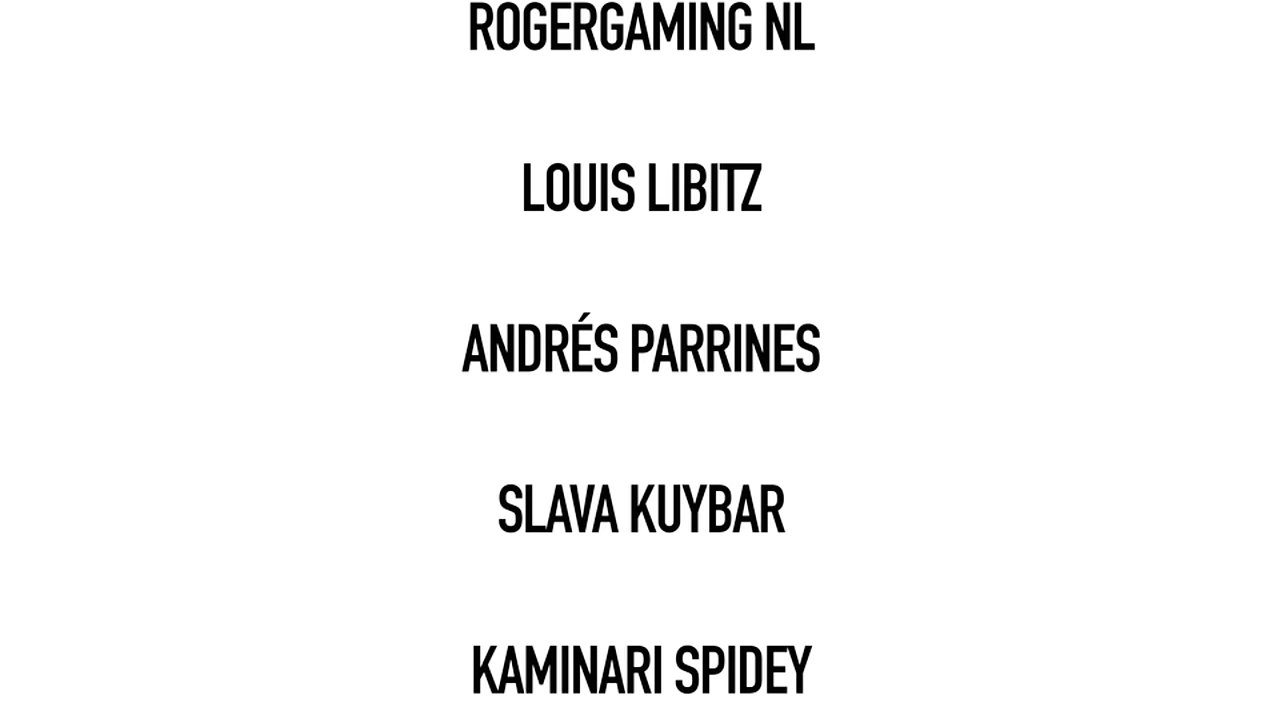 ROGERGAMING NL
LOUIS LIBITZ
ANDRÉS PARRINES
SLAVA KUYBAR
KAMINARI SPIDEY